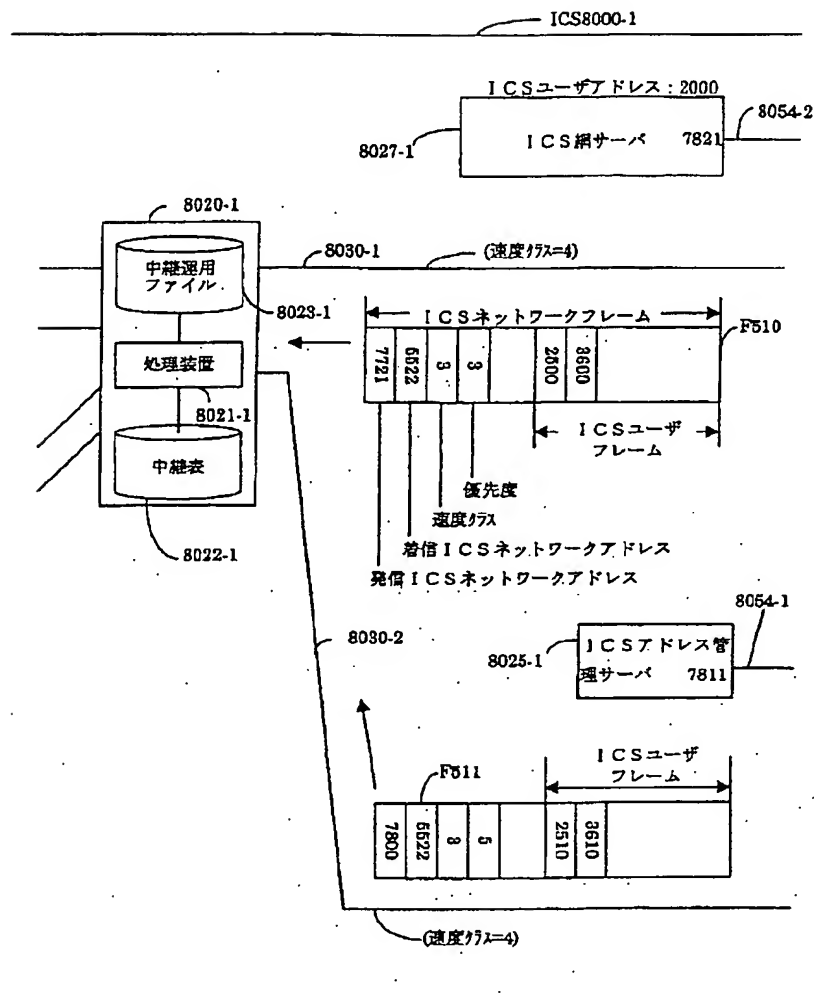 ICS8000-1
ICSユーザアドレス:2000
8054-2
8027-1
ICS網サーバ 7821
8020-1
8030-1
(速度クラス=4)
中継運用
ファイル
8023-1
ICSネットワークフレーム
F510
処理装置
7721
5522
3
3
2500
3600
8021-1
ICSユーザ
フレーム
中継表
優先度
速度クラス
8022-1
着信ICSネットワークアドレス
発信ICSネットワークアドレス
8054-1
8030-2
8025-1
ICSアドレス管
理サーバ 7811
ICSユーザ
フレーム
F511
7800
5522
3
5
2510
3610
(速度クラス=4)